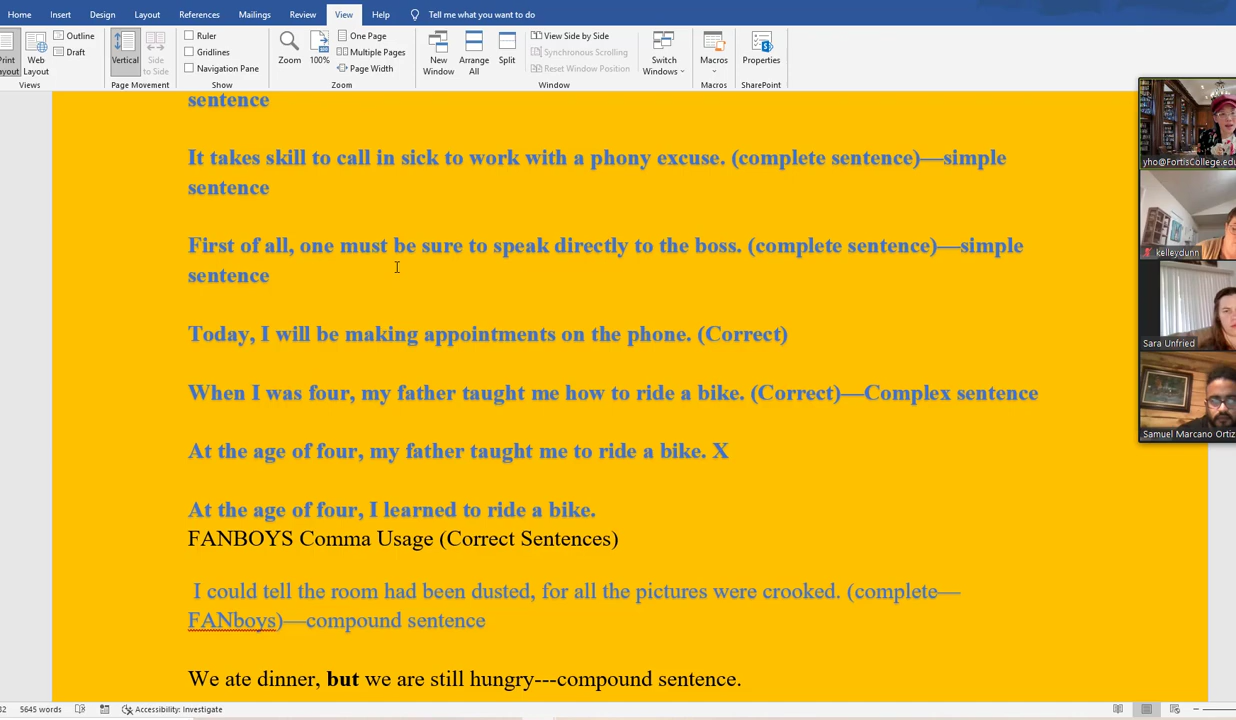 Home Insert Design Layout References Mailings Review View Help Tell me what you want to do
Outline Ruler One Page View Side by Side
Draft Gridlines Multiple Pages Synchronous Scrolling
Navigation Pane Page Width Reset Window Position
Web Layout Vertical Side to Side Zoom 100% New Window Arrange All Split Switch Windows Macros Properties
Views Page Movement Show Zoom Window Macros SharePoint
sentence
It takes skill to call in sick to work with a phony excuse. (complete sentence)—simple
sentence
First of all, one must be sure to speak directly to the boss. (complete sentence)—simple
sentence
Today, I will be making appointments on the phone. (Correct)
When I was four, my father taught me how to ride a bike. (Correct)—Complex sentence
At the age of four, my father taught me to ride a bike. X
At the age of four, I learned to ride a bike.
FANBOYS Comma Usage (Correct Sentences)
I could tell the room had been dusted, for all the pictures were crooked. (complete—
FANboys)—compound sentence
We ate dinner, but we are still hungry---compound sentence.
yho@FortisCollege.edu
kelleydunn
Sara Unfried
Samuel Marcano Ortiz
5645 words Accessibility: Investigate